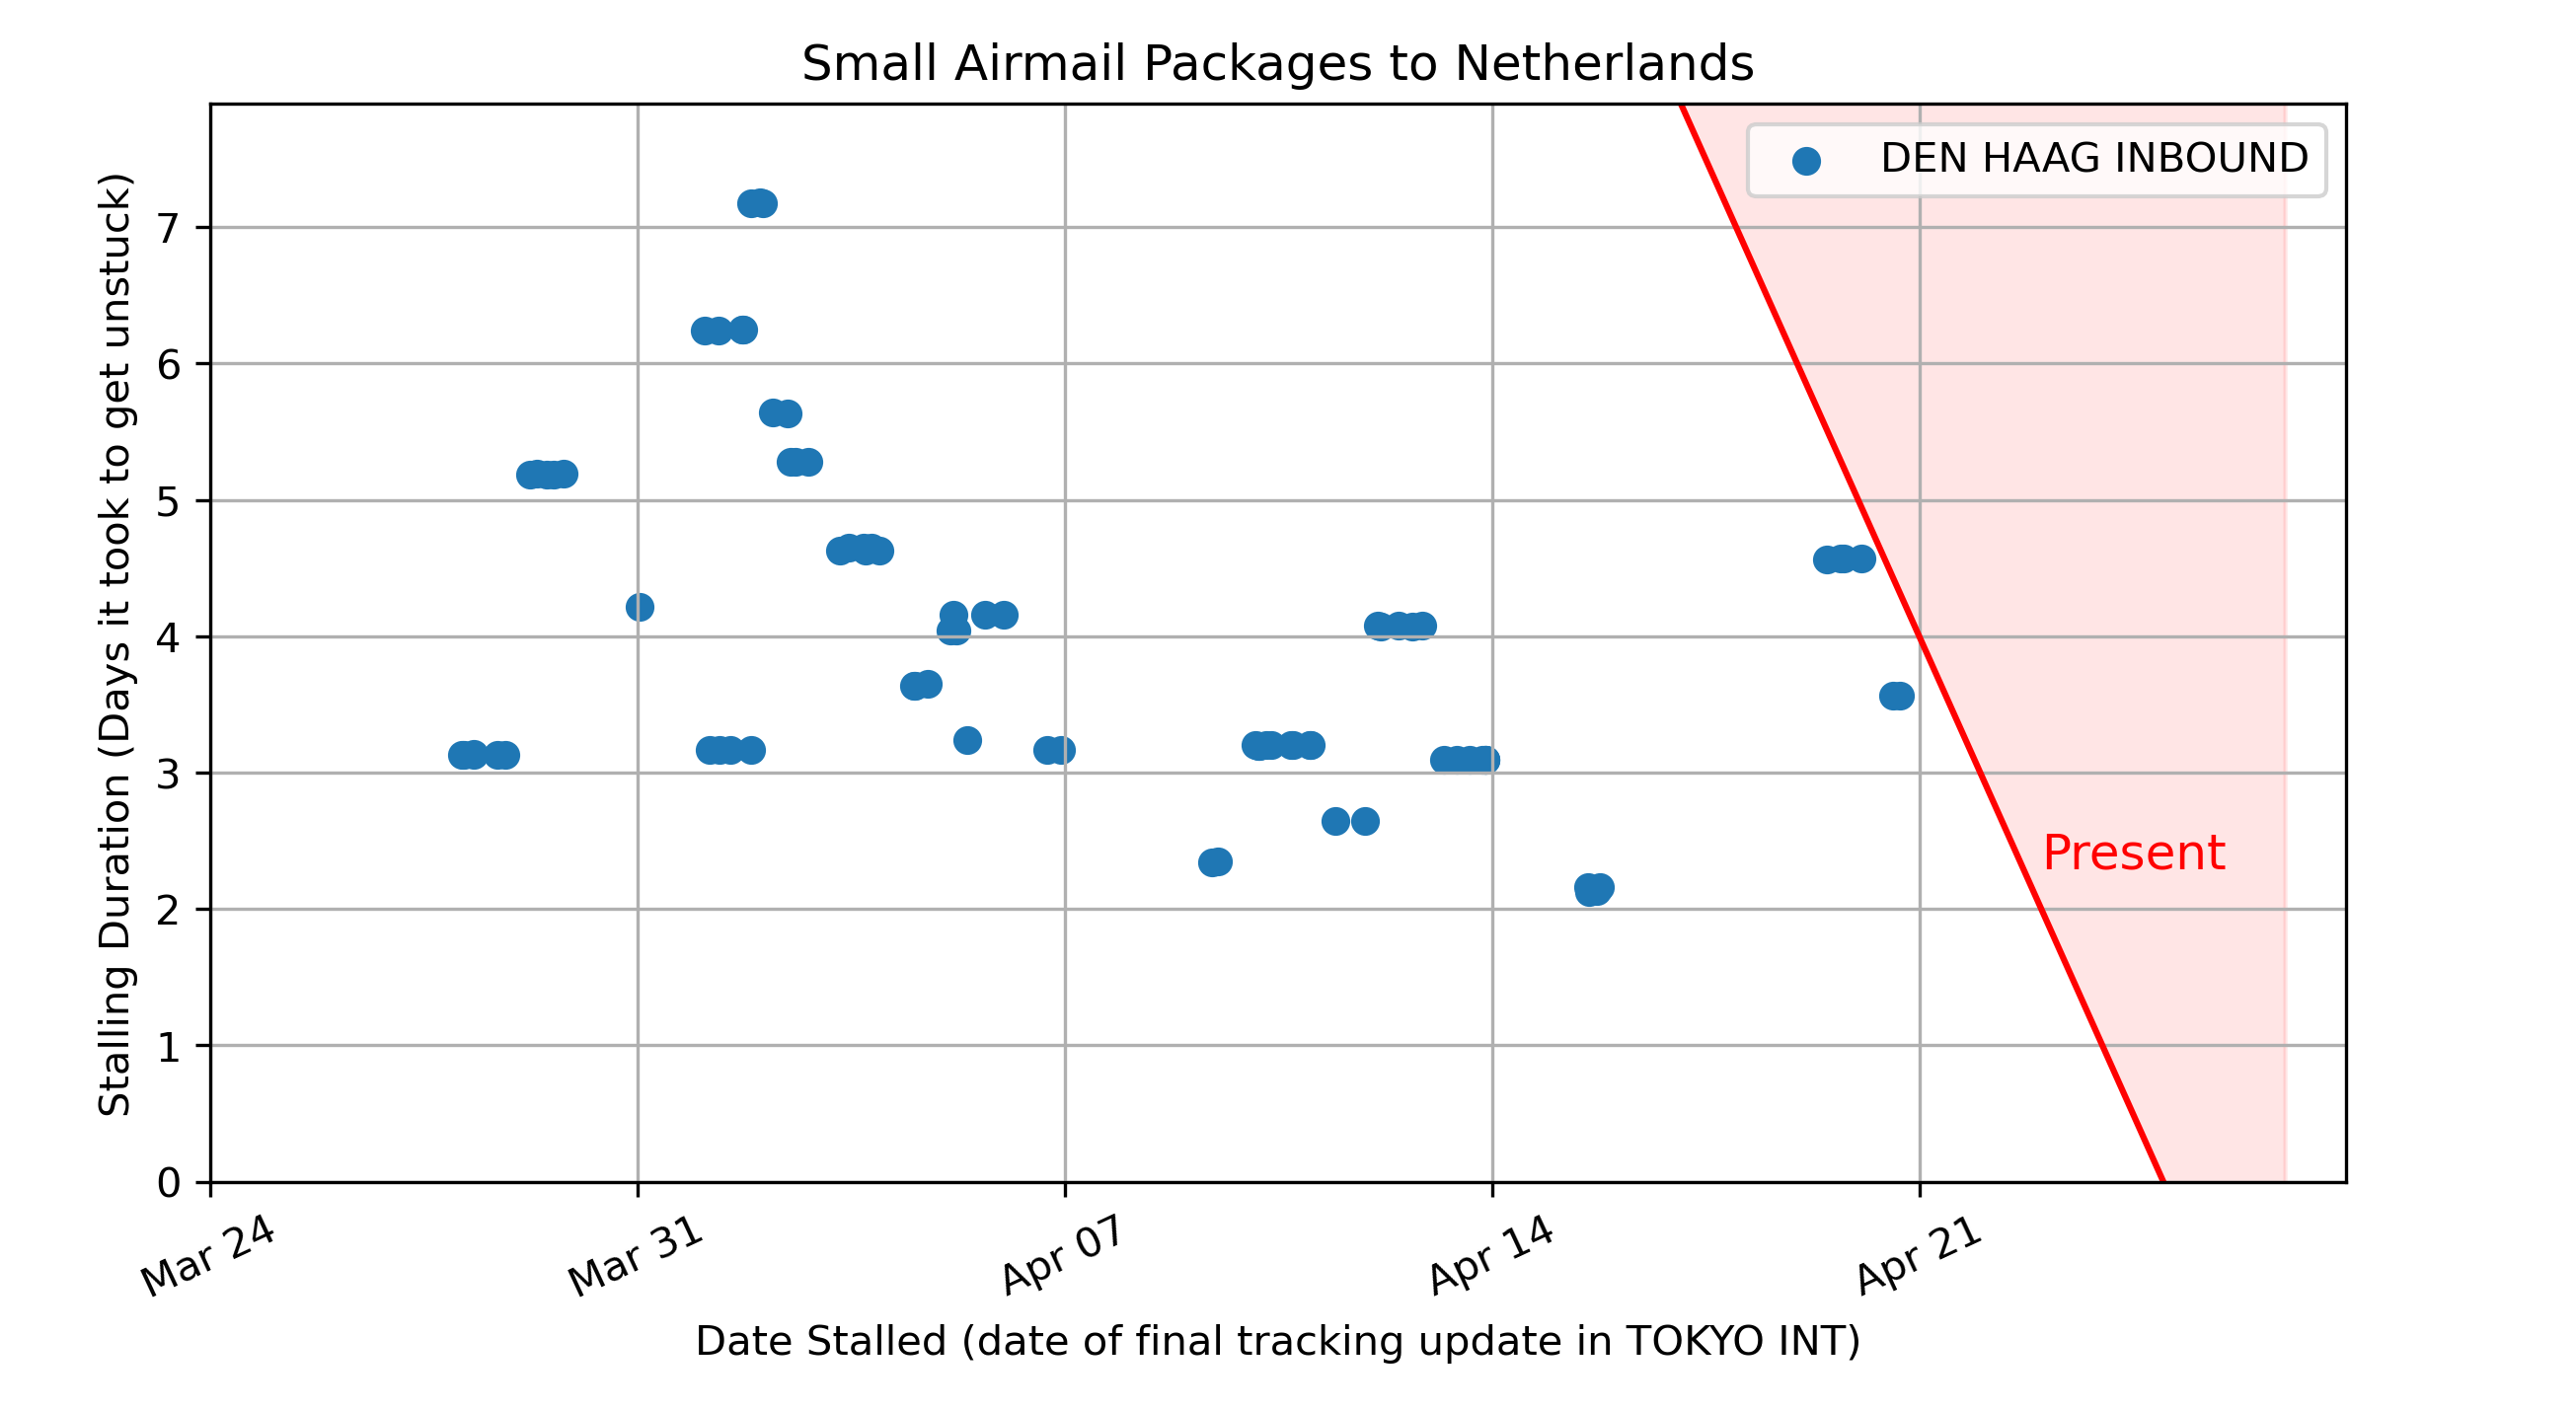 Small Airmail Packages to Netherlands
DEN HAAG INBOUND
Stalling Duration (Days it took to get unstuck)
7
6
5
4
3
2
1
0
Present
Mar 24
Mar 31
Apr 07
Apr 14
Apr 21
Date Stalled (date of final tracking update in TOKYO INT)